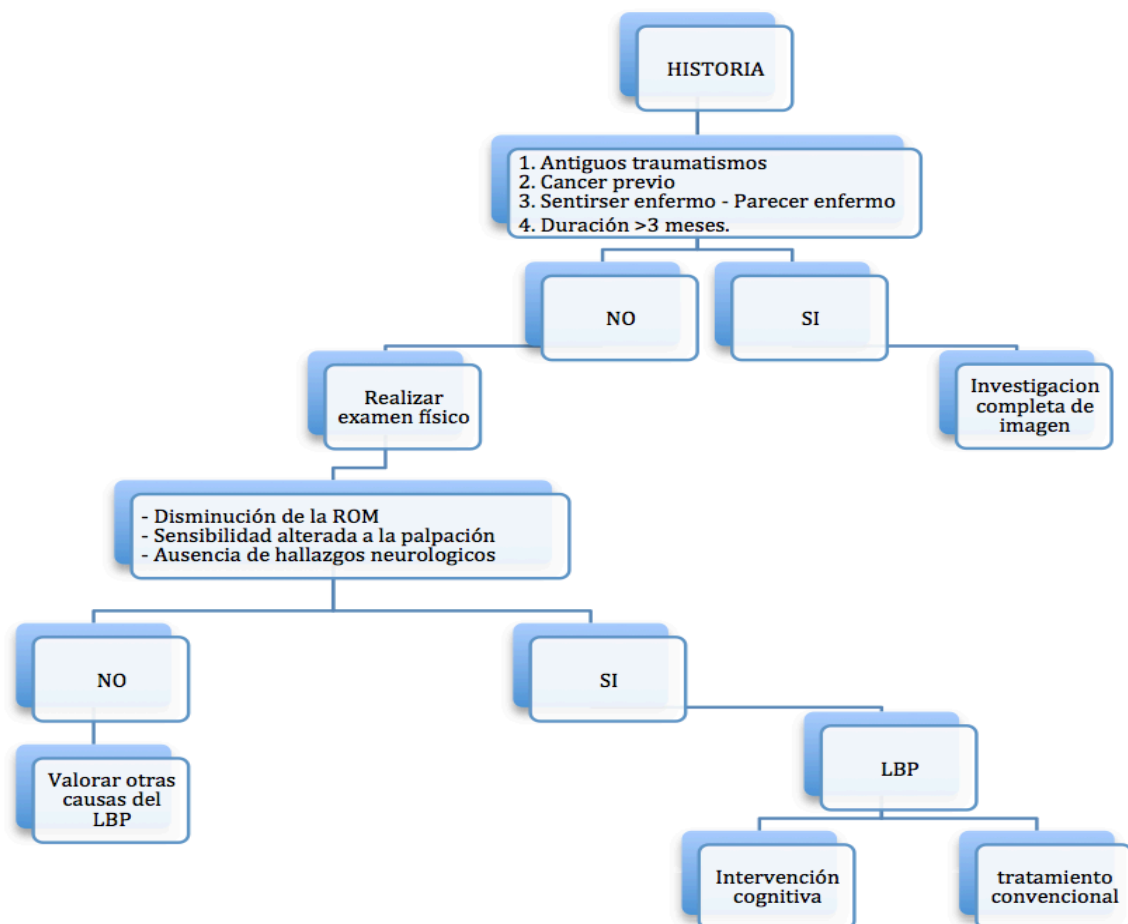 HISTORIA
1. Antiguos traumatismos
2. Cancer previo
3. Sentirser enfermo - Parecer enfermo
4. Duración >3 meses.
NO
SI
Realizar
examen físico
Investigacion
completa de
imagen
- Disminución de la ROM
- Sensibilidad alterada a la palpación
- Ausencia de hallazgos neurologicos
NO
SI
Valorar otras
causas del
LBP
LBP
Intervención
cognitiva
tratamiento
convencional